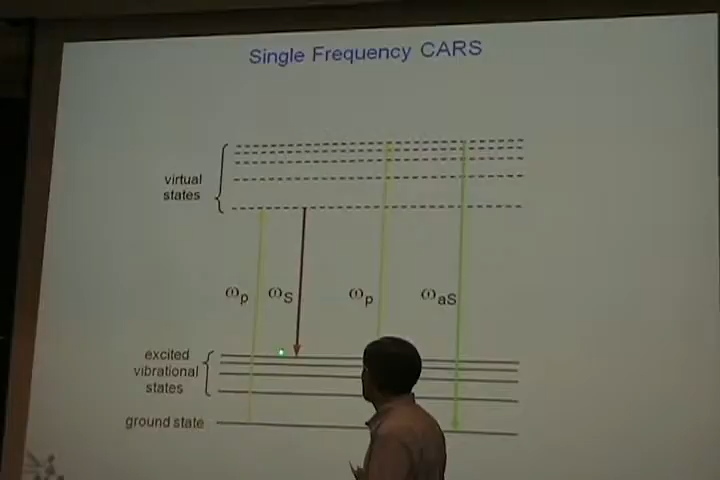 Single Frequency CARS
virtual
states
ωp ωS ωp ωaS
excited
vibrational
states
ground state